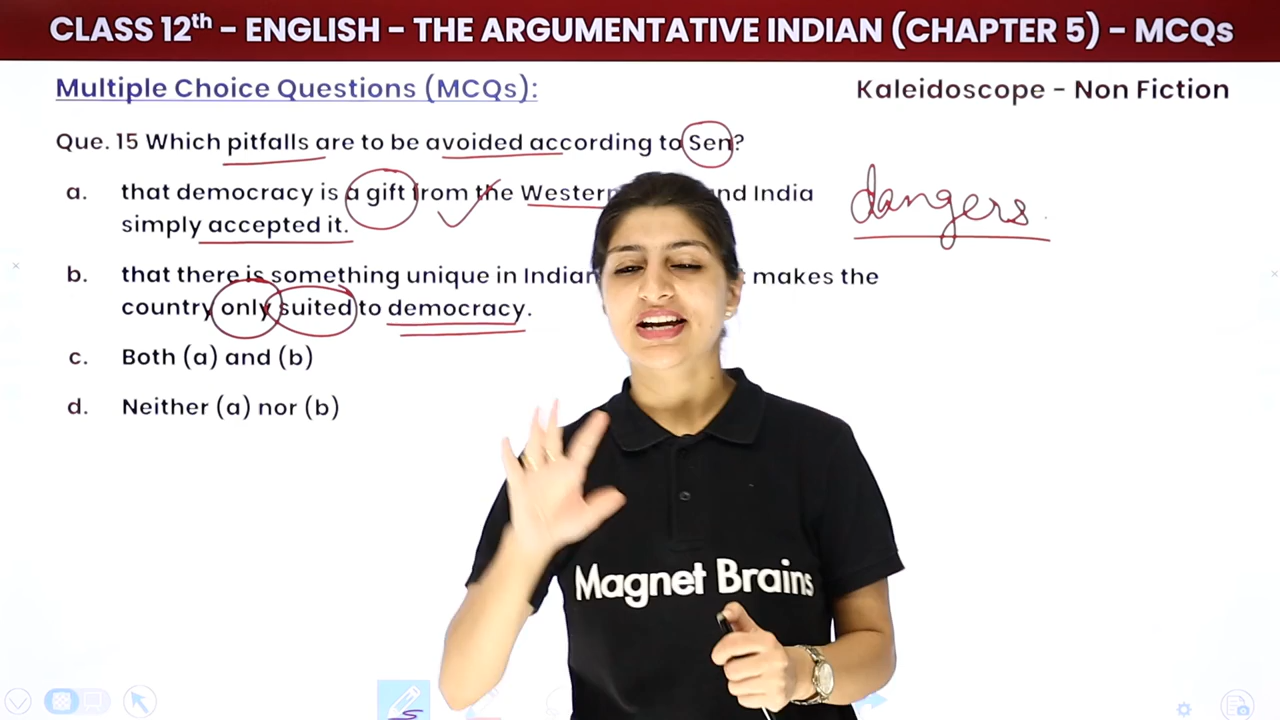 CLASS 12th - ENGLISH - THE ARGUMENTATIVE INDIAN (CHAPTER 5) - MCQs
Multiple Choice Questions (MCQs):
Kaleidoscope - Non Fiction
Que. 15 Which pitfalls are to be avoided according to Sen?
a. that democracy is a gift from the Western nd India
simply accepted it.
dangers
b. that there is something unique in Indian makes the
country only suited to democracy.
c. Both (a) and (b)
d. Neither (a) nor (b)
Magnet Brains